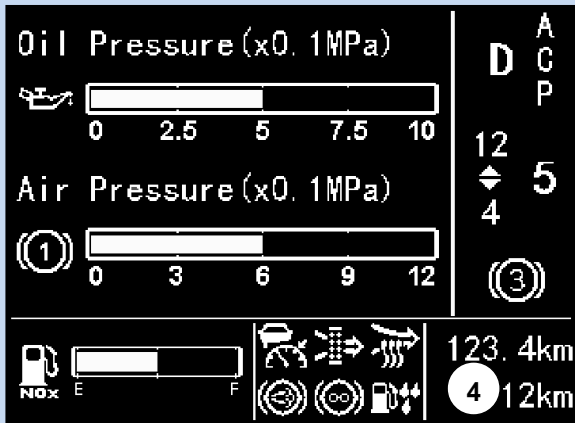 Oil Pressure(x0.1MPa)
0 2.5 5 7.5 10
Air Pressure(x0.1MPa)
1
0 3 6 9 12
NOx
E F
D
A
C
P
12
4
5
3
123.4km
4 12km